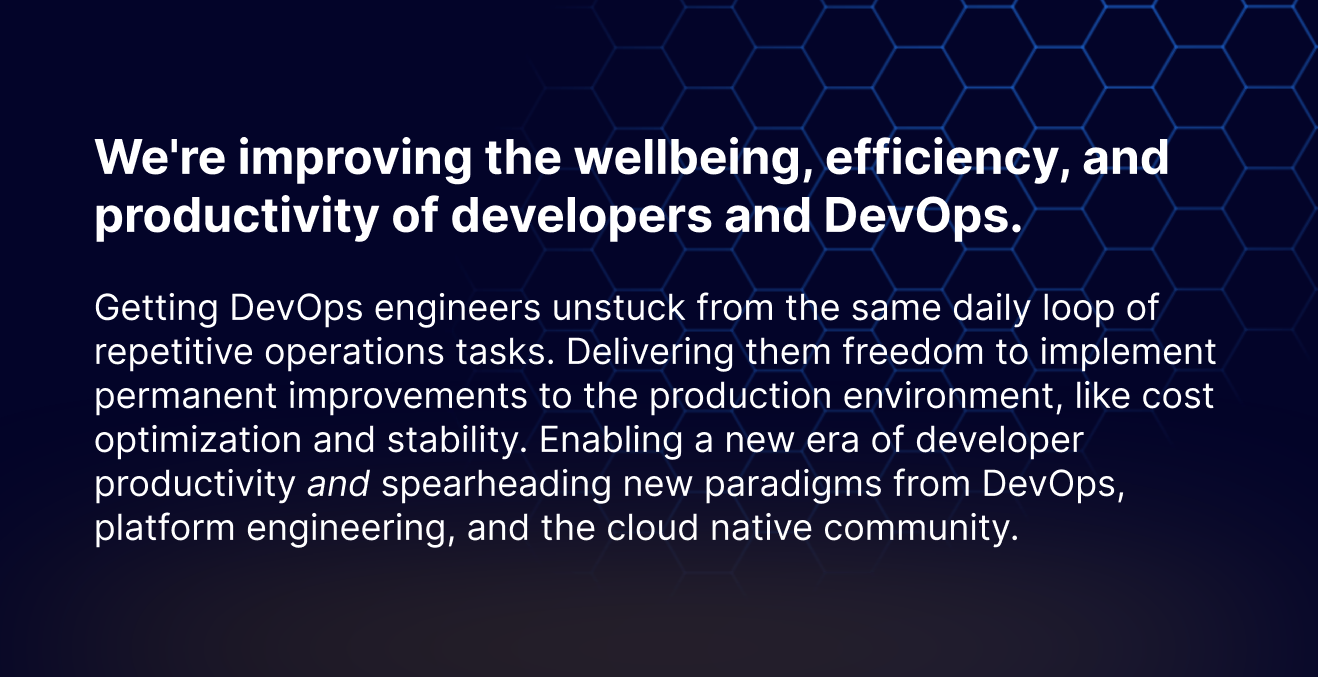 We're improving the wellbeing, efficiency, and
productivity of developers and DevOps.
Getting DevOps engineers unstuck from the same daily loop of
repetitive operations tasks. Delivering them freedom to implement
permanent improvements to the production environment, like cost
optimization and stability. Enabling a new era of developer
productivity and spearheading new paradigms from DevOps,
platform engineering, and the cloud native community.